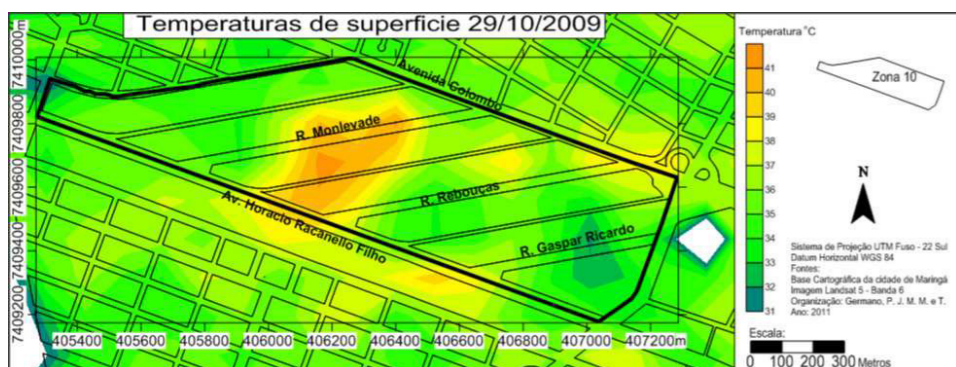 Temperaturas de superficie 29/10/2009
7410000m
7409800
7409600
7409400
7409200
Avenida Colombo
R. Monlevade
R. Rebouças
Av. Horacio Racanello Filho
R. Gaspar Ricardo
405400
405600
405800
406000
406200
406400
406600
406800
407000
407200m
Temperatura °C
41
40
39
38
37
36
35
34
33
32
31
Zona 10
N
Sistema de Projeção UTM Fuso - 22 Sul
Datum Horizontal WGS 84
Fontes:
Base Cartográfica da cidade de Maringá
Imagem Landsat 5 - Banda 6
Organização: Germano, P. J. M. M. e T.
Ano: 2011
Escala:
0 100 200 300 Metros